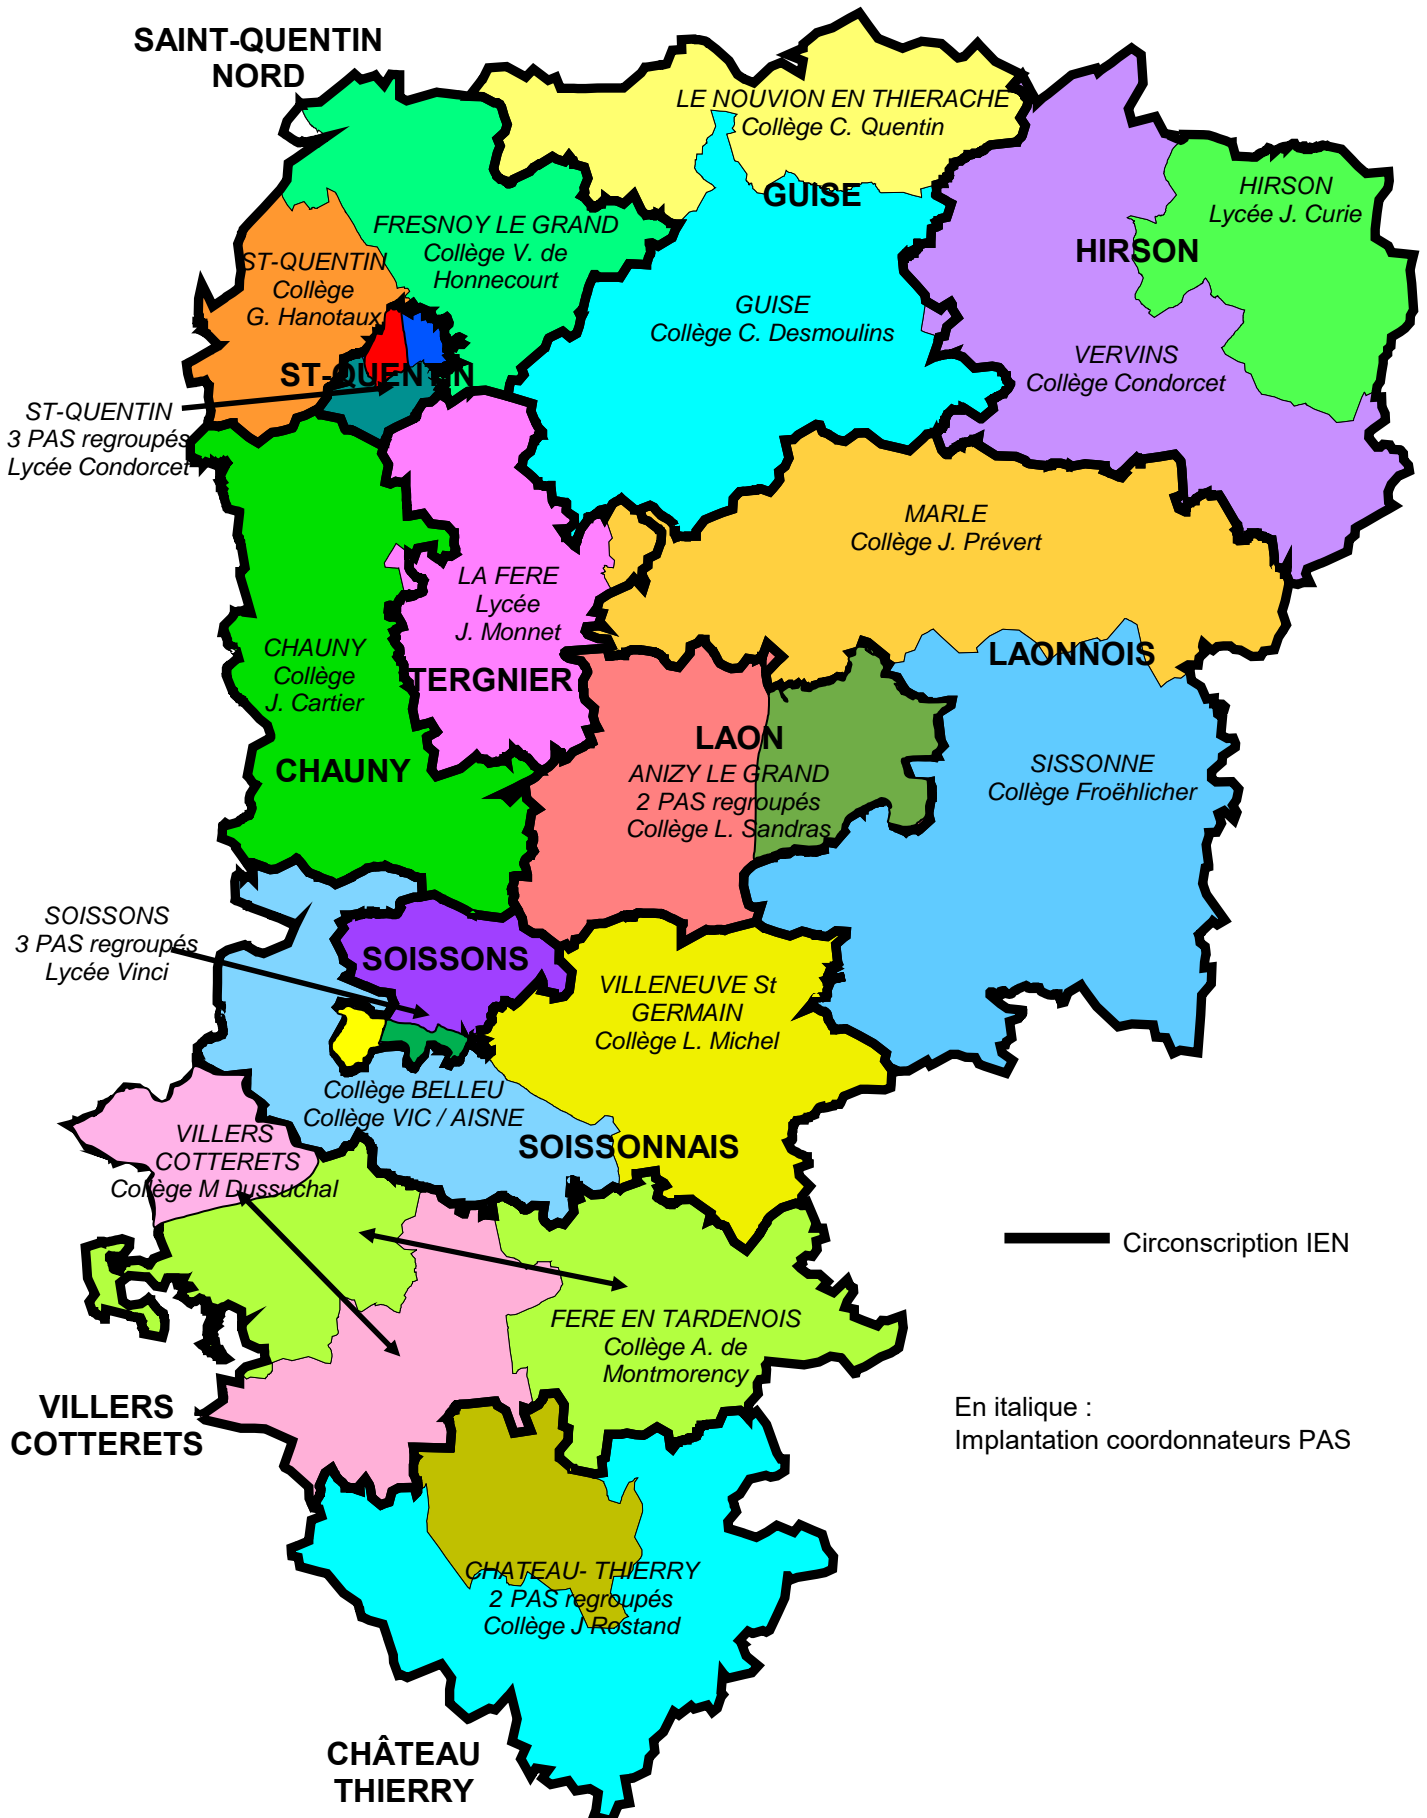 SAINT-QUENTIN
NORD
LE NOUVION EN THIERACHE
Collège C. Quentin
GUISE
HIRSON
Lycée J. Curie
HIRSON
FRESNOY LE GRAND
Collège V. de
Honnecourt
ST-QUENTIN
Collège
G. Hanotaux
GUISE
Collège C. Desmoulins
VERVINS
Collège Condorcet
ST-QUENTIN
ST-QUENTIN
3 PAS regroupés
Lycée Condorcet
MARLE
Collège J. Prévert
LA FERE
Lycée
J. Monnet
TERGNIER
CHAUNY
Collège
J. Cartier
CHAUNY
LAONNOIS
LAON
ANIZY LE GRAND
2 PAS regroupés
Collège L. Sandras
SISSONNE
Collège Froëhlicher
SOISSONS
3 PAS regroupés
Lycée Vinci
SOISSONS
VILLENEUVE St
GERMAIN
Collège L. Michel
Collège BELLEU
Collège VIC / AISNE
SOISSONNAIS
VILLERS
COTTERETS
Collège M Dussuchal
Circonscription IEN
FERE EN TARDENOIS
Collège A. de
Montmorency
VILLERS
COTTERETS
En italique :
Implantation coordonnateurs PAS
CHATEAU- THIERRY
2 PAS regroupés
Collège J Rostand
CHÂTEAU
THIERRY